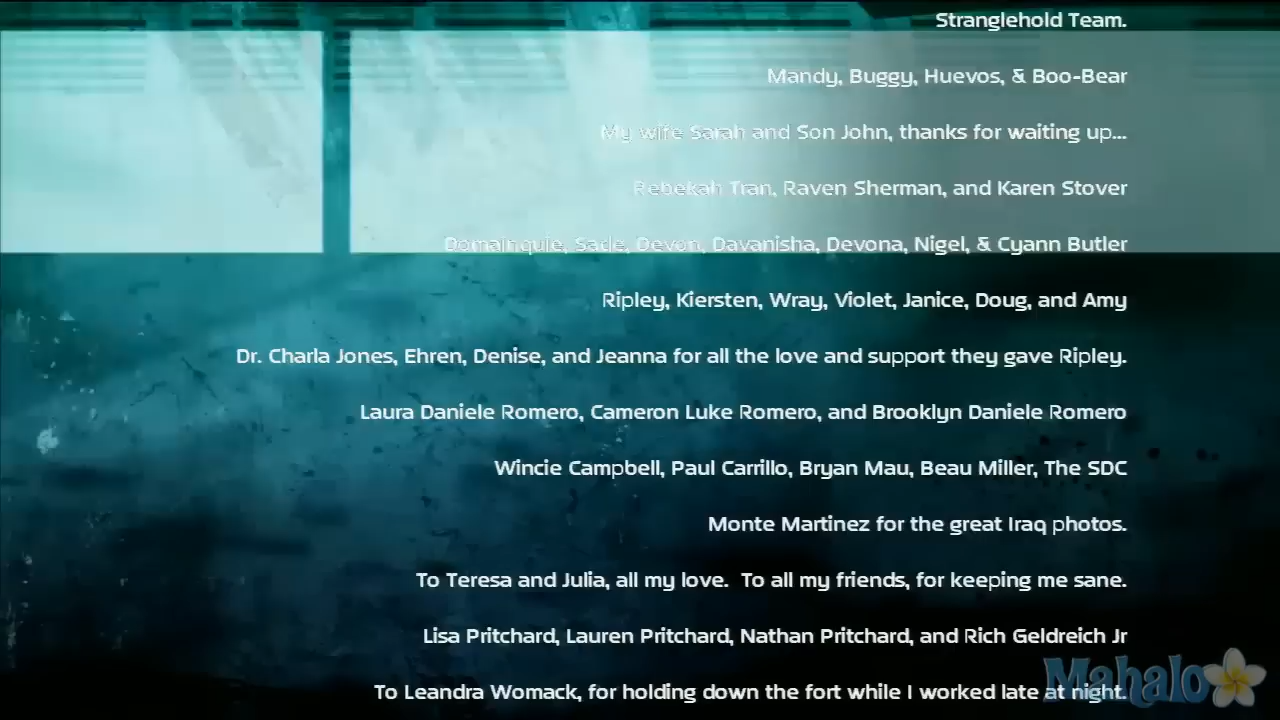 Stranglehold Team.
Mandy, Buggy, Huevos, & Boo-Bear
My wife Sarah and Son John, thanks for waiting up...
Rebekah Tran, Raven Sherman, and Karen Stover
Domainquie, Sade, Devon, Davanisha, Devona, Nigel, & Cyann Butler
Ripley, Kiersten, Wray, Violet, Janice, Doug, and Amy
Dr. Charla Jones, Ehren, Denise, and Jeanna for all the love and support they gave Ripley.
Laura Daniele Romero, Cameron Luke Romero, and Brooklyn Daniele Romero
Wincie Campbell, Paul Carrillo, Bryan Mau, Beau Miller, The SDC
Monte Martinez for the great Iraq photos.
To Teresa and Julia, all my love.  To all my friends, for keeping me sane.
Lisa Pritchard, Lauren Pritchard, Nathan Pritchard, and Rich Geldreich Jr
To Leandra Womack, for holding down the fort while I worked late at night.
Mahalo